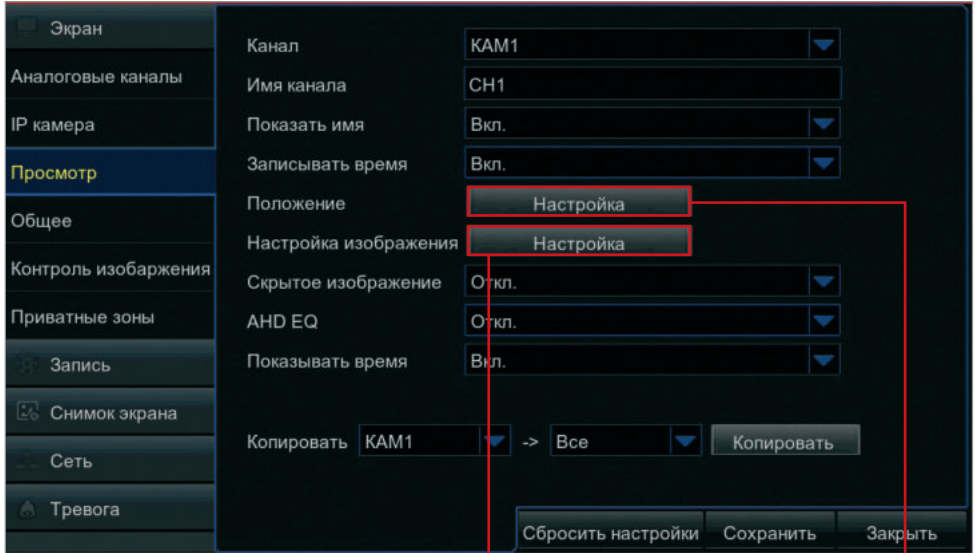 Экран
Аналоговые каналы
IP камера
Просмотр
Общее
Контроль изобаржения
Приватные зоны
Запись
Снимок экрана
Сеть
Тревога
Канал КАМ1
Имя канала CH1
Показать имя Вкл.
Записывать время Вкл.
Положение Настройка
Настройка изображения Настройка
Скрытое изображение Откл.
AHD EQ Откл.
Показывать время Вкл.
Копировать КАМ1 -> Все Копировать
Сбросить настройки Сохранить Закрыть